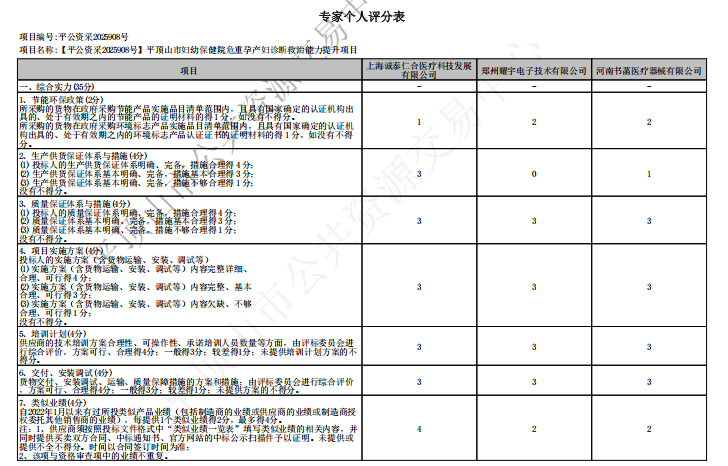 专家个人评分表
项目编号:平公资采2025908号
项目名称:【平公资采2025908号】平顶山市妇幼保健院危重孕产妇诊断救治能力提升项目
项目 上海诚泰仁合医疗科技发展有限公司 郑州耀宇电子技术有限公司 河南书菡医疗器械有限公司
一、综合实力(35分) - - -
1、节能环保政策(2分)
所采购的货物在政府采购节能产品实施品目清单范围内,且具有国家确定的认证机构出
具的、处于有效期之内的节能产品的证明材料的得1分,如没有不得分。
所采购的货物在政府采购环境标志产品实施品目清单范围内,且具有国家确定的认证机
构出具的、处于有效期之内的环境标志产品认证证书的证明材料的得1分,如没有不得
分。
1 2 2
2、生产供货保证体系与措施(4分)
(1)投标人的生产供货保证体系明确、完备,措施合理得4分;
(2)生产供货保证体系基本明确、完备,措施基本合理得3分;
(3)生产供货保证体系基本明确、完备,措施不够合理得1分;
没有不得分。
3 0 1
3、质量保证体系与措施(4分)
(1)投标人的质量保证体系明确、完备,措施合理得4分;
(2)质量保证体系基本明确、完备,措施基本合理得3分;
(3)质量保证体系基本明确、完备,措施不够合理得1分;
没有不得分。
3 3 3
4、项目实施方案(4分)
投标人的实施方案(含货物运输、安装、调试等)
(1)实施方案(含货物运输、安装、调试等)内容完整详细、
合理、可行得4分;
(2)实施方案(含货物运输、安装、调试等)内容完整、基本
合理、可行得3分;
(3)实施方案(含货物运输、安装、调试等)内容欠缺、不够
合理、可行得1分;
没有不得分。
3 3 3
5、培训计划(4分)
供应商的技术培训方案合理性、可操作性、承诺培训人员数量等方面,由评标委员会进
行综合评价,方案可行、合理得4分;一般得3分;较差得1分;未提供培训计划方案的不
得分。
3 3 3
6、交付、安装调试(4分)
货物交付、安装调试、运输、质量保障措施的方案和措施;由评标委员会进行综合评价
,方案可行、合理得4分;一般得3分;较差得1分;未提供方案的不得分。
3 3 3
7、类似业绩(4分)
自2022年1月以来有过所投类似产品业绩(包括制造商的业绩或供应商的业绩或制造商授
权委托其他销售商的业绩),每提供1个类似业绩得2分,最多得4分。
注:1、供应商须按照投标文件格式中"类似业绩一览表"填写类似业绩的相关内容,并
同时提供买卖双方合同、中标通知书、官方网站的中标公示扫描件予以证明。未提供或
提供不全不得分。时间以合同签订时间为准;
2、该项与资格审查项中的业绩不重复。
4 2 2
平顶山市公共资源交易中心